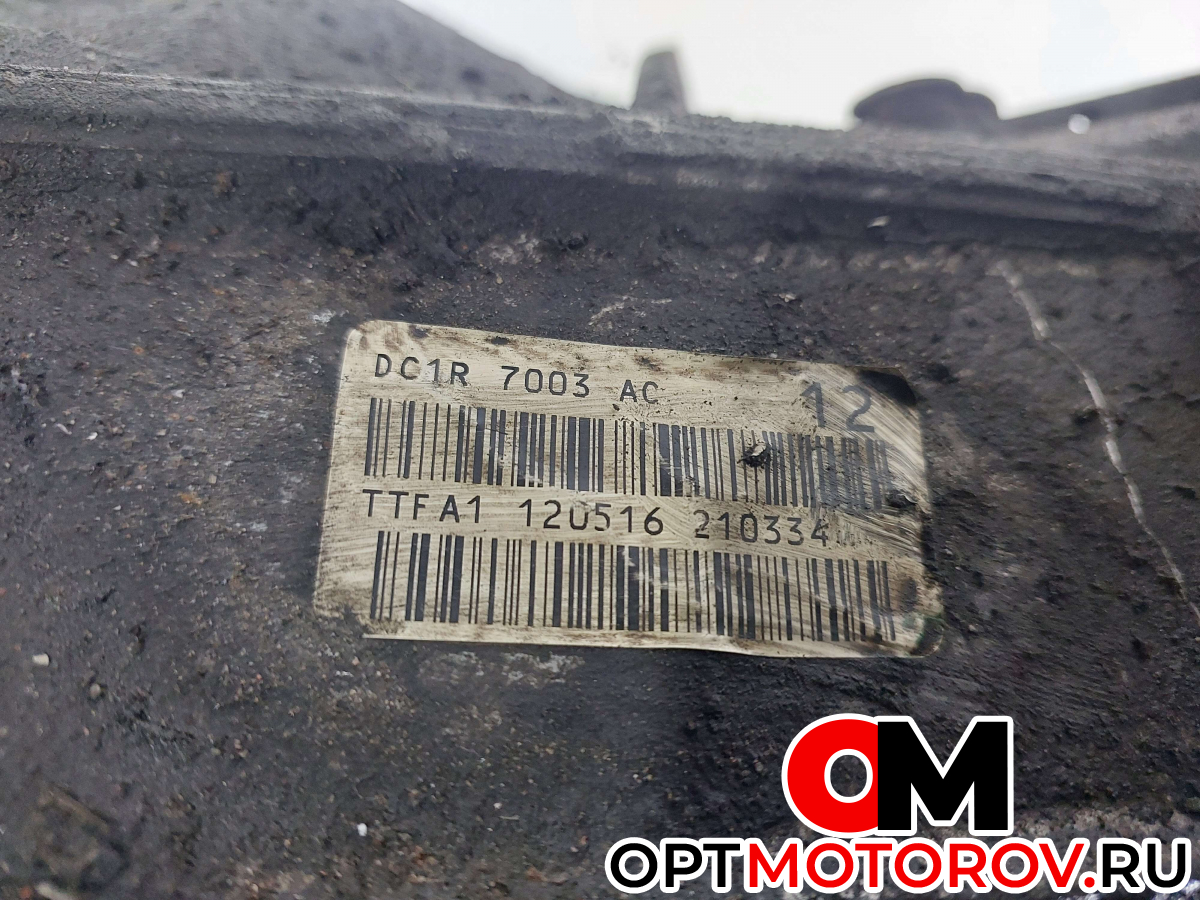 DC1R 7003 AC 12
TTFA1 120516 210334
OM
OPTMOTOROV.RU